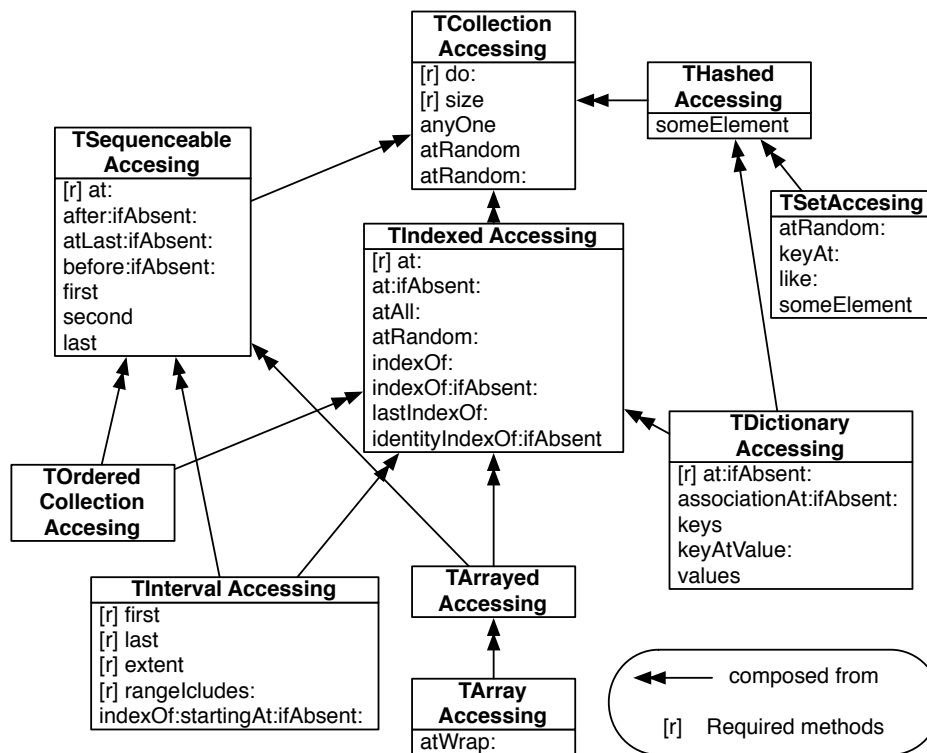 TCollection
Accessing
[r] do:
[r] size
anyOne
atRandom
atRandom:
THashed
Accessing
someElement
TSequenceable
Accesing
[r] at:
after:ifAbsent:
atLast:ifAbsent:
before:ifAbsent:
first
second
last
TSetAccesing
atRandom:
keyAt:
like:
someElement
TIndexed Accessing
[r] at:
at:ifAbsent:
atAll:
atRandom:
indexOf:
indexOf:ifAbsent:
lastIndexOf:
identityIndexOf:ifAbsent
TDictionary
Accessing
[r] at:ifAbsent:
associationAt:ifAbsent:
keys
keyAtValue:
values
TOrdered
Collection
Accesing
TInterval Accessing
[r] first
[r] last
[r] extent
[r] rangeIcludes:
indexOf:startingAt:ifAbsent:
TArrayed
Accessing
TArray
Accessing
atWrap:
composed from
[r] Required methods